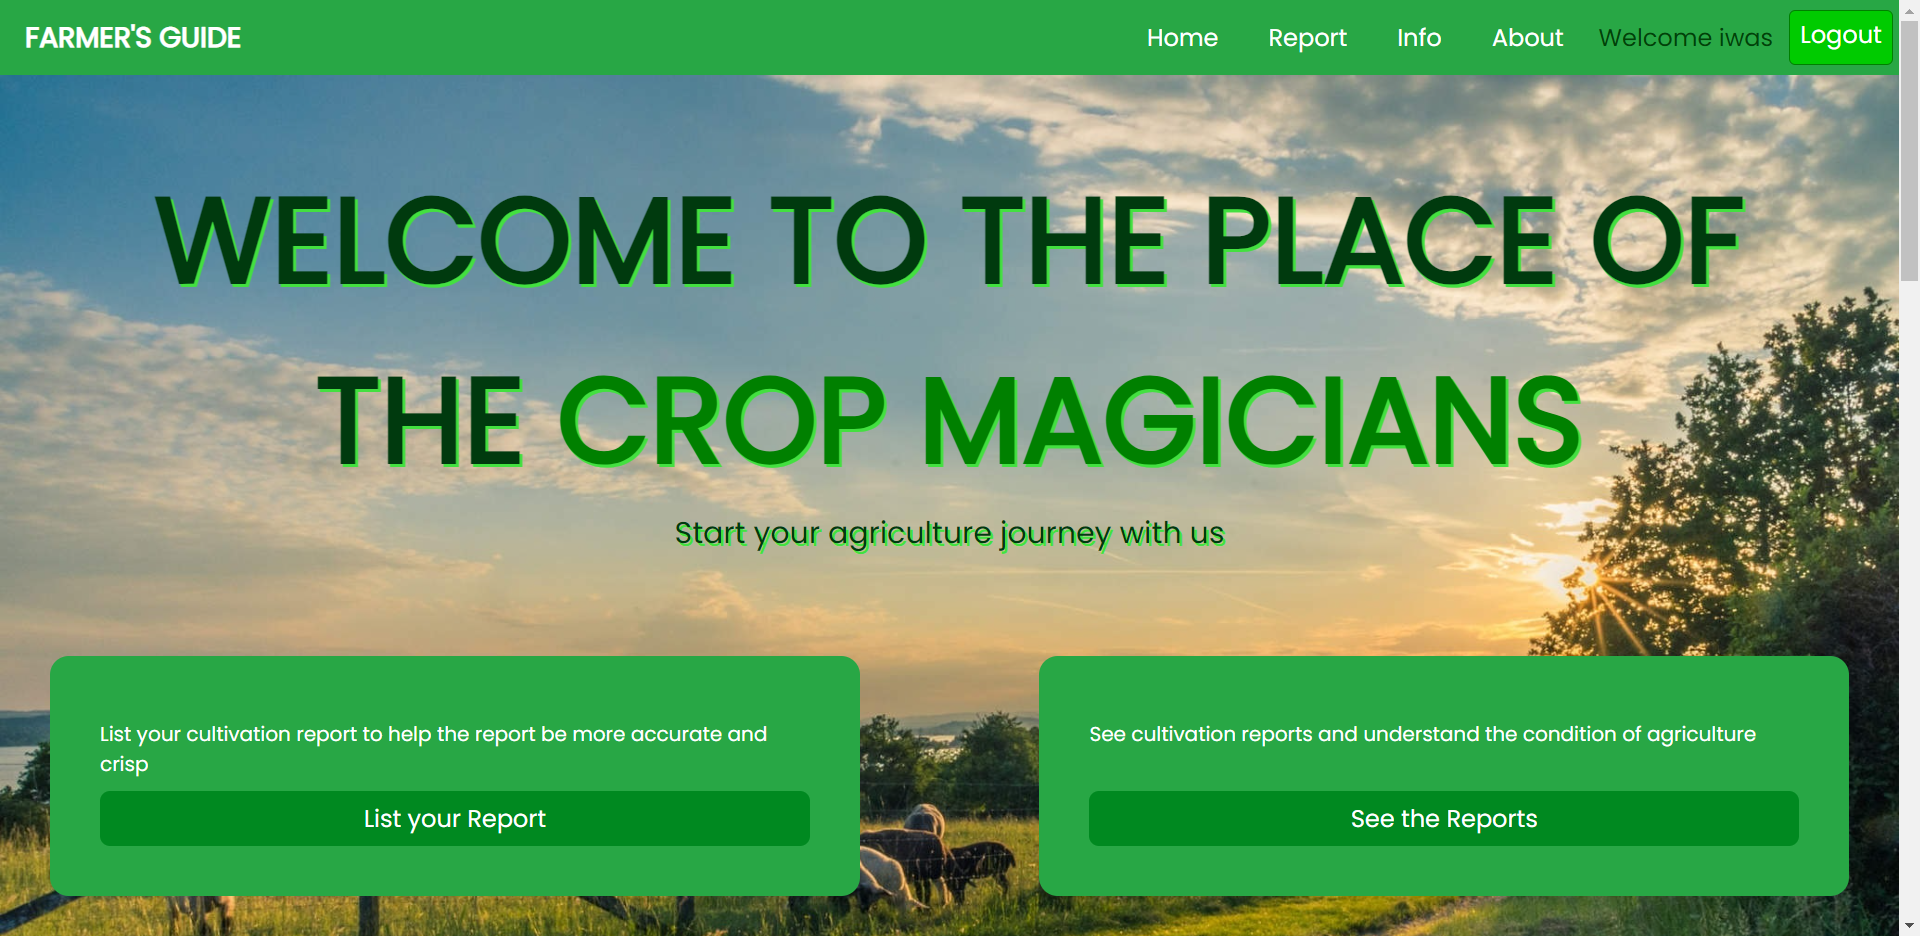 FARMER'S GUIDE
Home Report Info About Welcome iwas Logout
WELCOME TO THE PLACE OF
THE CROP MAGICIANS
Start your agriculture journey with us
List your cultivation report to help the report be more accurate and
crisp
List your Report
See cultivation reports and understand the condition of agriculture
See the Reports